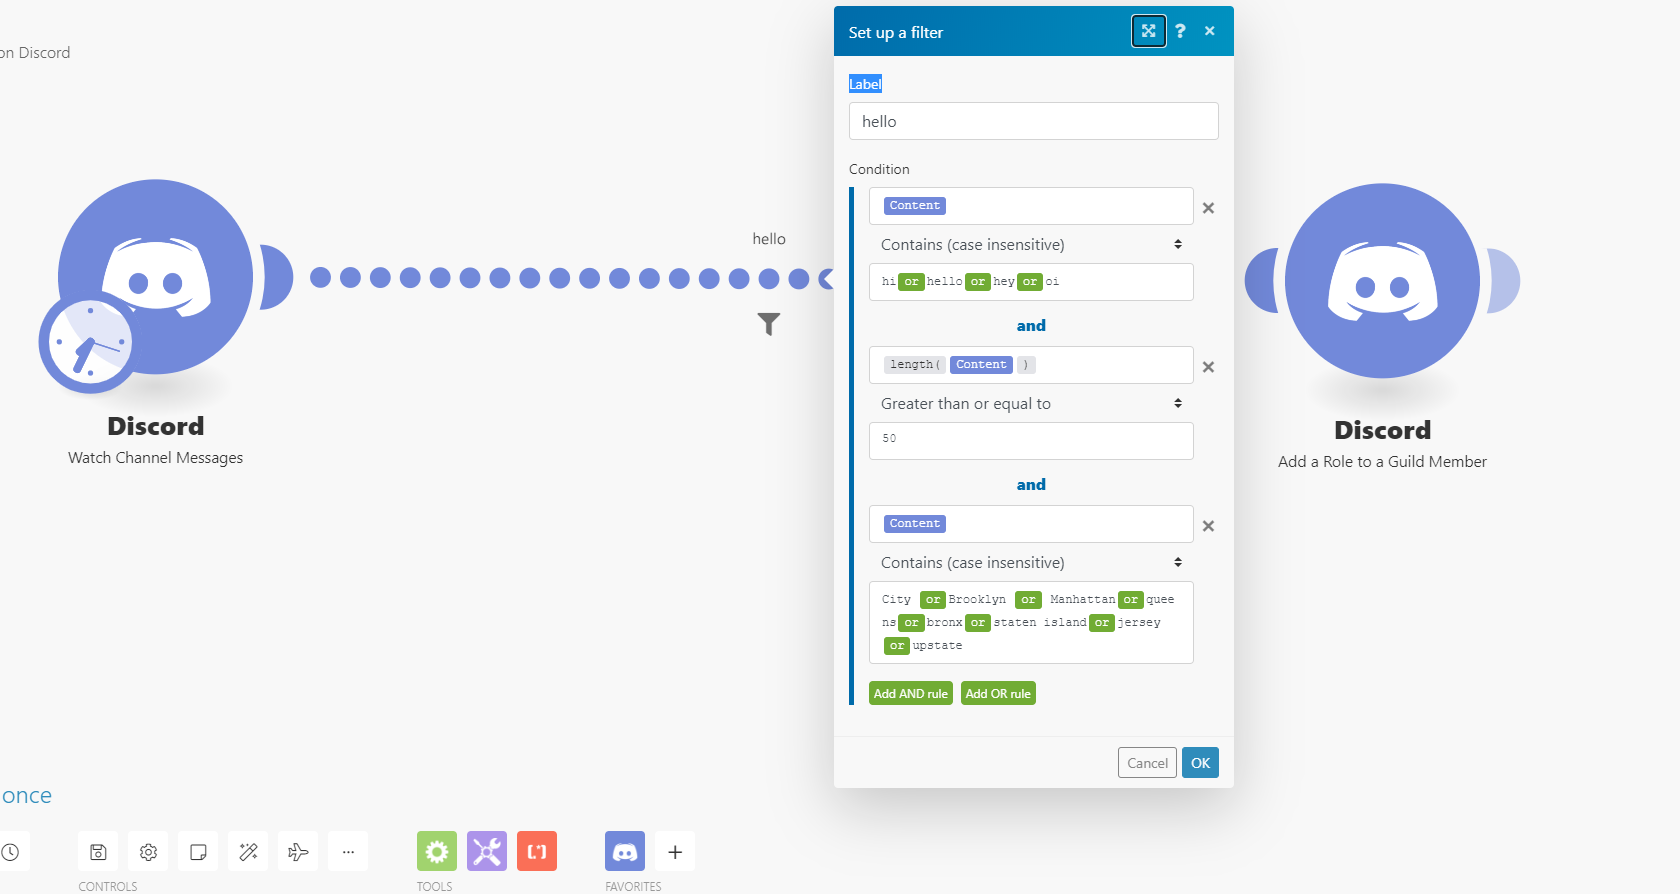 on Discord
Set up a filter
?
Label
hello
Condition
Content
Contains (case insensitive)
hi or hello or hey or oi
and
length( Content )
Greater than or equal to
50
and
Content
Contains (case insensitive)
City or Brooklyn or Manhattan or quee
ns or bronx or staten island or jersey
or upstate
Add AND rule Add OR rule
Cancel OK
hello
Discord
Watch Channel Messages
Discord
Add a Role to a Guild Member
once
CONTROLS
TOOLS
FAVORITES